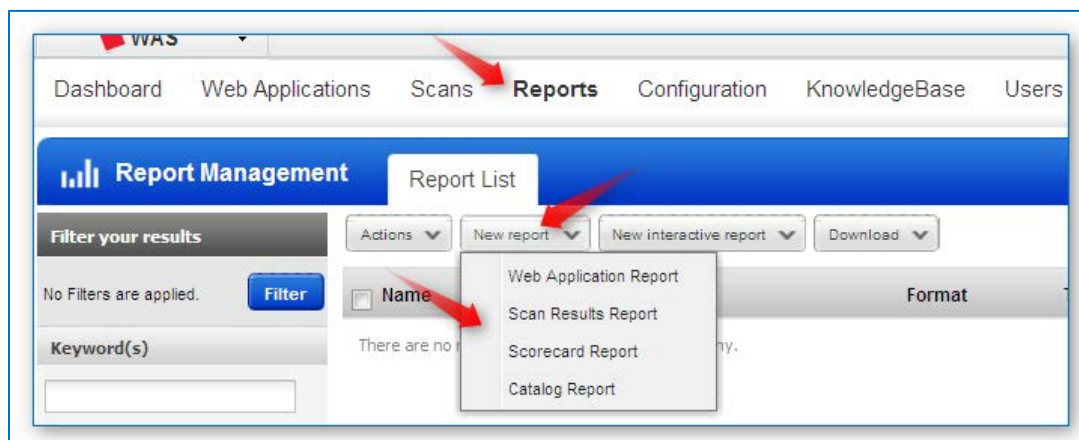 WAS
Dashboard Web Applications Scans Reports Configuration KnowledgeBase Users
Report Management Report List
Filter your results Actions New report New interactive report Download
No Filters are applied. Filter
Name Format
Keyword(s)
There are no
Web Application Report
Scan Results Report
Scorecard Report
Catalog Report